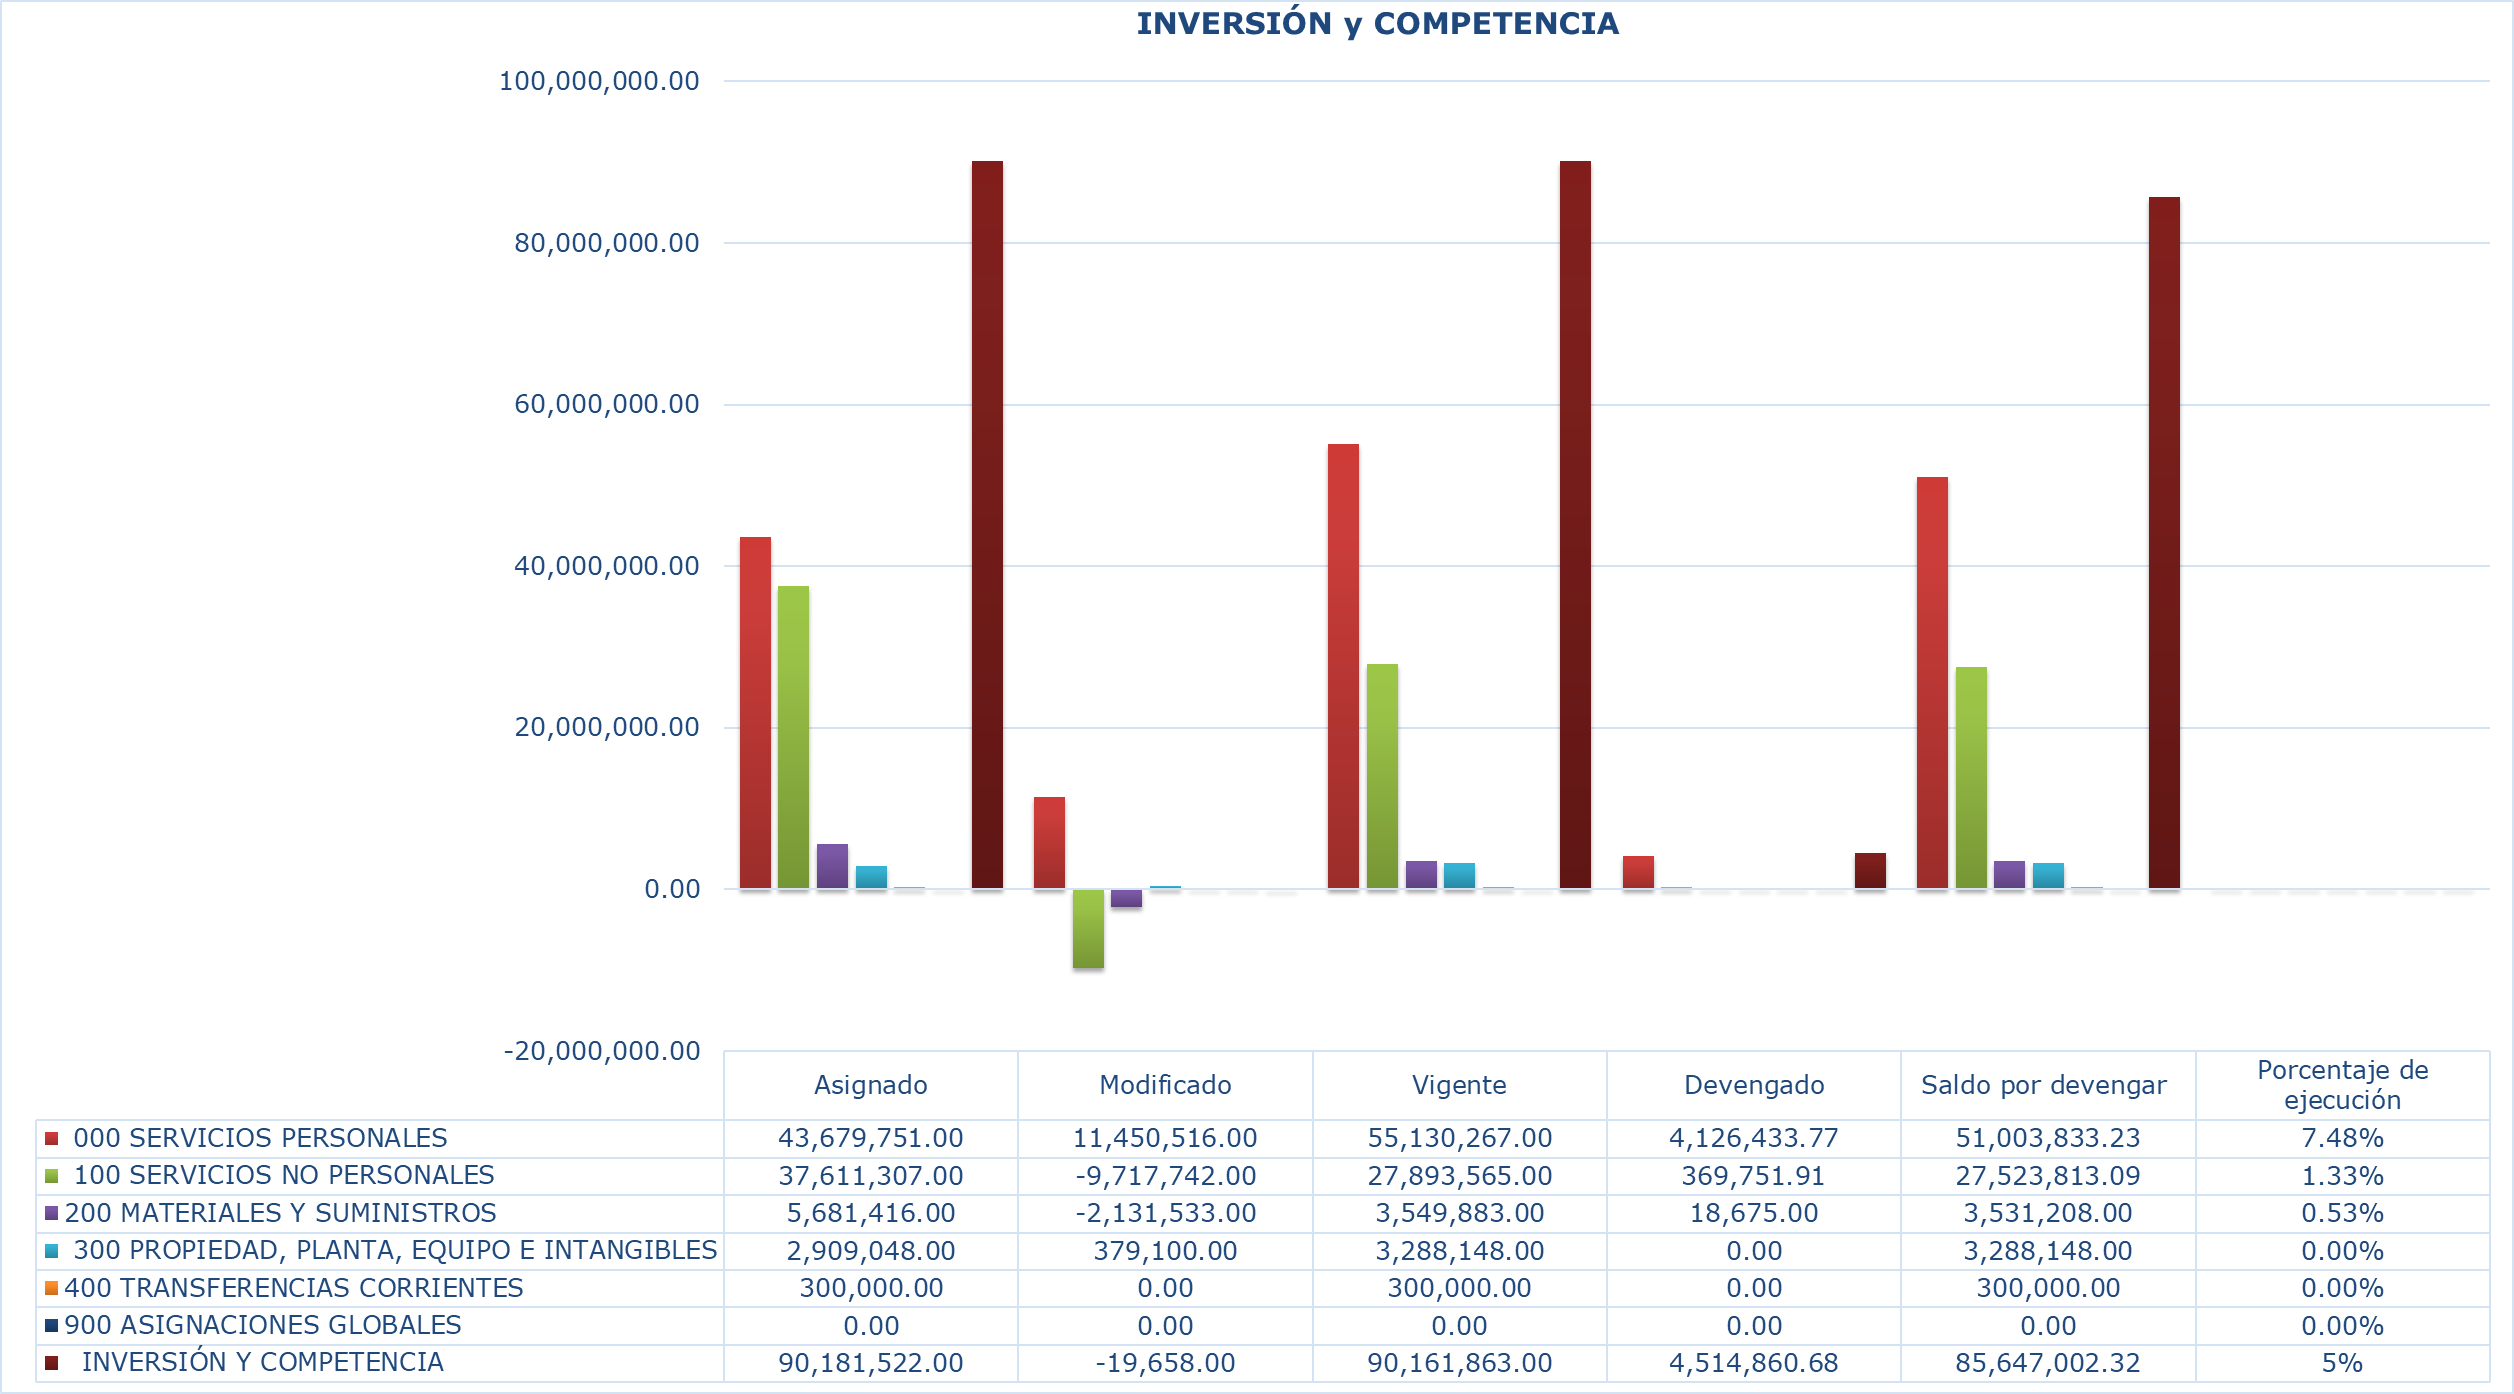 INVERSIÓN y COMPETENCIA
100,000,000.00
80,000,000.00
60,000,000.00
40,000,000.00
20,000,000.00
0.00
-20,000,000.00
Asignado Modificado Vigente Devengado Saldo por devengar Porcentaje de ejecución
000 SERVICIOS PERSONALES 43,679,751.00 11,450,516.00 55,130,267.00 4,126,433.77 51,003,833.23 7.48%
100 SERVICIOS NO PERSONALES 37,611,307.00 -9,717,742.00 27,893,565.00 369,751.91 27,523,813.09 1.33%
200 MATERIALES Y SUMINISTROS 5,681,416.00 -2,131,533.00 3,549,883.00 18,675.00 3,531,208.00 0.53%
300 PROPIEDAD, PLANTA, EQUIPO E INTANGIBLES 2,909,048.00 379,100.00 3,288,148.00 0.00 3,288,148.00 0.00%
400 TRANSFERENCIAS CORRIENTES 300,000.00 0.00 300,000.00 0.00 300,000.00 0.00%
900 ASIGNACIONES GLOBALES 0.00 0.00 0.00 0.00 0.00 0.00%
INVERSIÓN Y COMPETENCIA 90,181,522.00 -19,658.00 90,161,863.00 4,514,860.68 85,647,002.32 5%